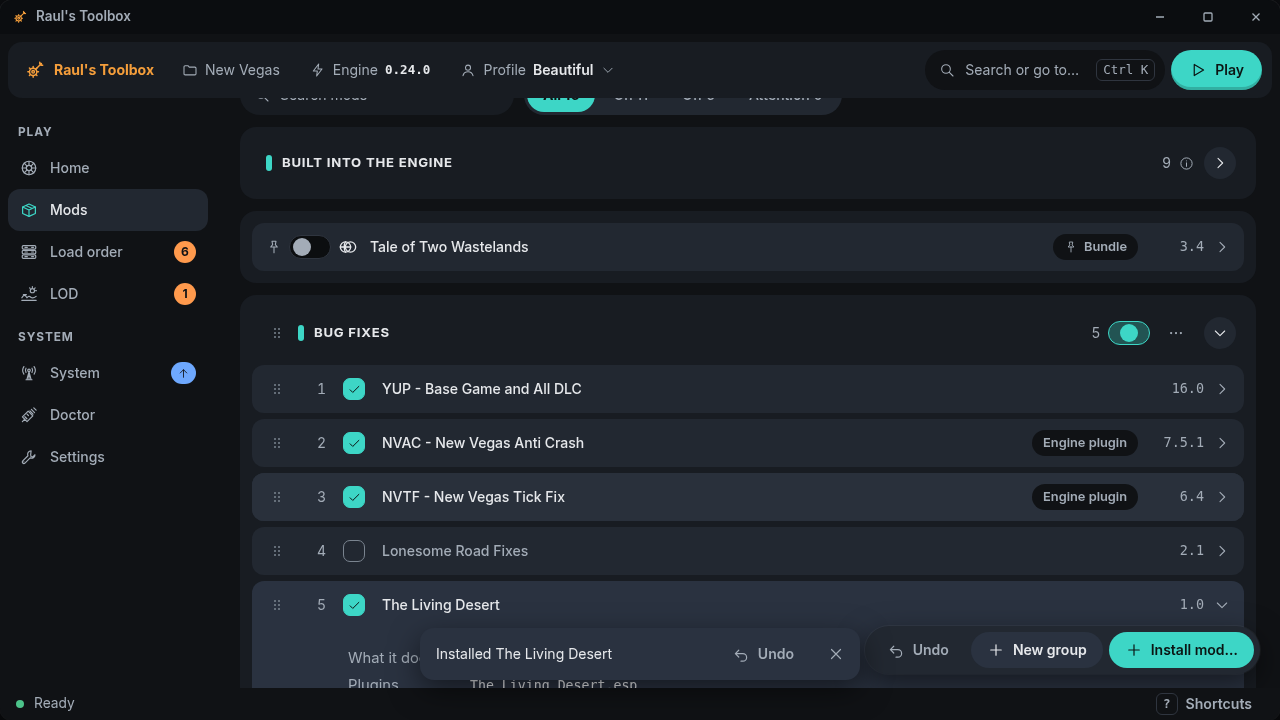 Raul's Toolbox
Raul's Toolbox
New Vegas
Engine 0.24.0
Profile Beautiful
Search or go to...
Ctrl K
Play
PLAY
Home
Mods
Load order
6
LOD
1
SYSTEM
System
Doctor
Settings
BUILT INTO THE ENGINE
9
Tale of Two Wastelands
Bundle
3.4
BUG FIXES
5
1 YUP - Base Game and All DLC
16.0
2 NVAC - New Vegas Anti Crash
Engine plugin
7.5.1
3 NVTF - New Vegas Tick Fix
Engine plugin
6.4
4 Lonesome Road Fixes
2.1
5 The Living Desert
1.0
What it do
Plugins
The Living Desert.esp
Installed The Living Desert
Undo
Undo
New group
Install mod...
Ready
? Shortcuts